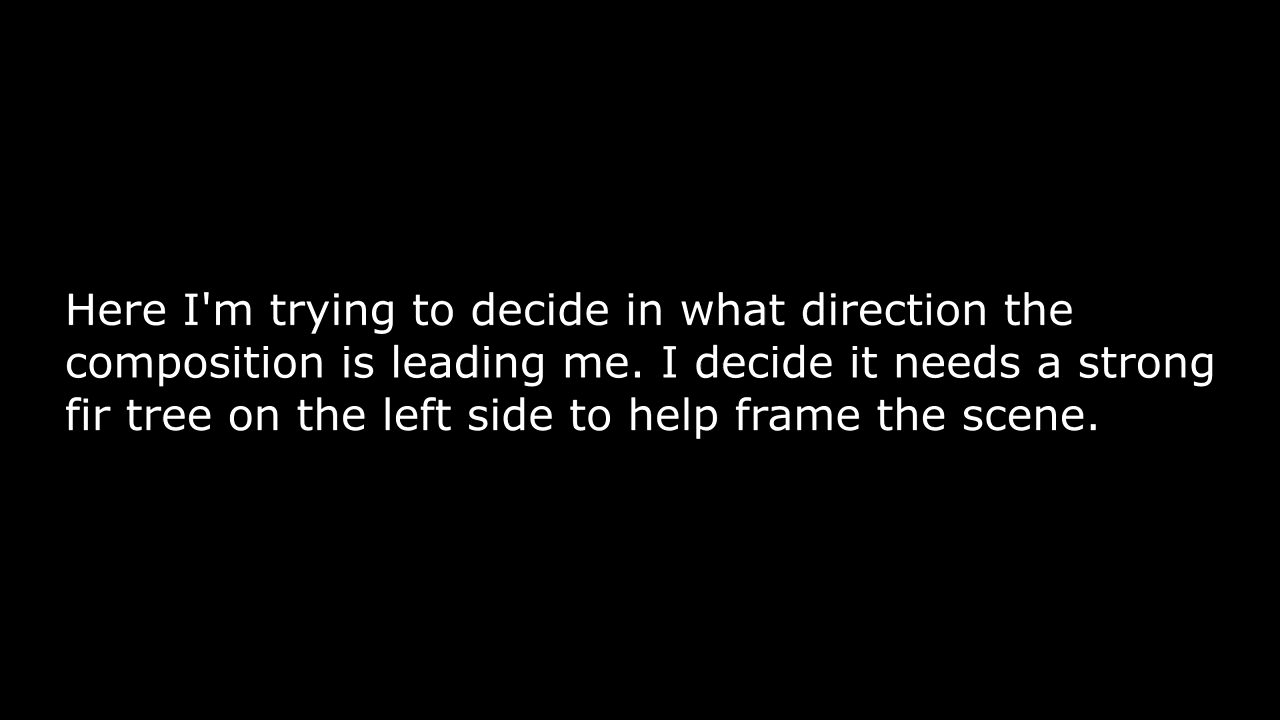 Here I'm trying to decide in what direction the
composition is leading me. I decide it needs a strong
fir tree on the left side to help frame the scene.